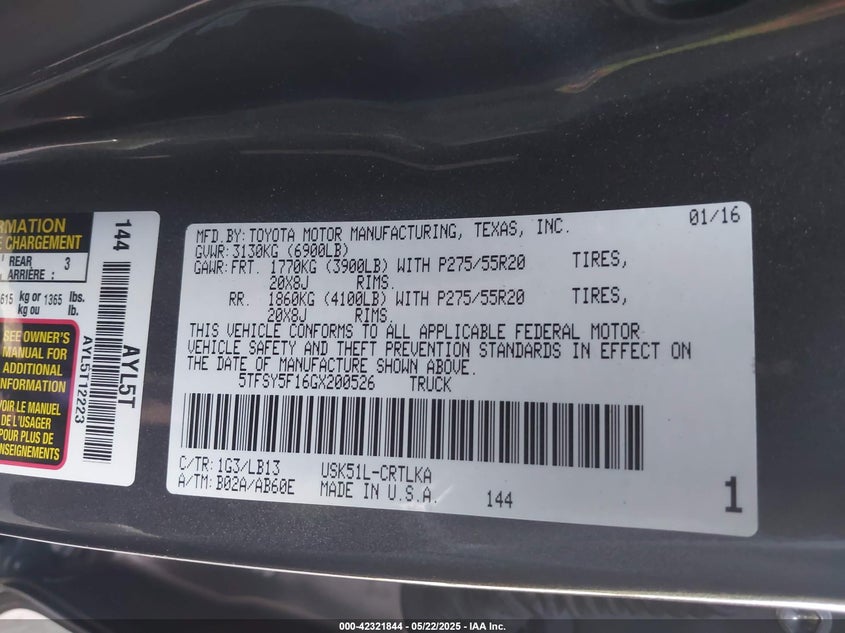 RMATION
E CHARGEMENT
REAR
ARRIÈRE : 3
615 kg or 1365 lbs.
kg ou lb.
SEE OWNER'S
MANUAL FOR
ADDITIONAL
INFORMATION
VOIR LE MANUEL
DE L'USAGER
POUR PLUS DE
NSEIGNEMENTS
144
AYL5T
AYL5T12223
MFD.BY:TOYOTA MOTOR MANUFACTURING, TEXAS, INC. 01/16
GVWR:3130KG (6900LB)
GAWR:FRT. 1770KG (3900LB) WITH P275/55R20 TIRES,
20X8J RIMS.
RR. 1860KG (4100LB) WITH P275/55R20 TIRES,
20X8J RIMS.
THIS VEHICLE CONFORMS TO ALL APPLICABLE FEDERAL MOTOR
VEHICLE SAFETY AND THEFT PREVENTION STANDARDS IN EFFECT ON
THE DATE OF MANUFACTURE SHOWN ABOVE.
5TFSY5F16GX200526 TRUCK
C/TR:1G3/LB13 USK51L-CRTLKA
A/TM:B02A/AB60E MADE IN U.S.A. 144
1
000-42321844 - 05/22/2025 - IAA Inc.